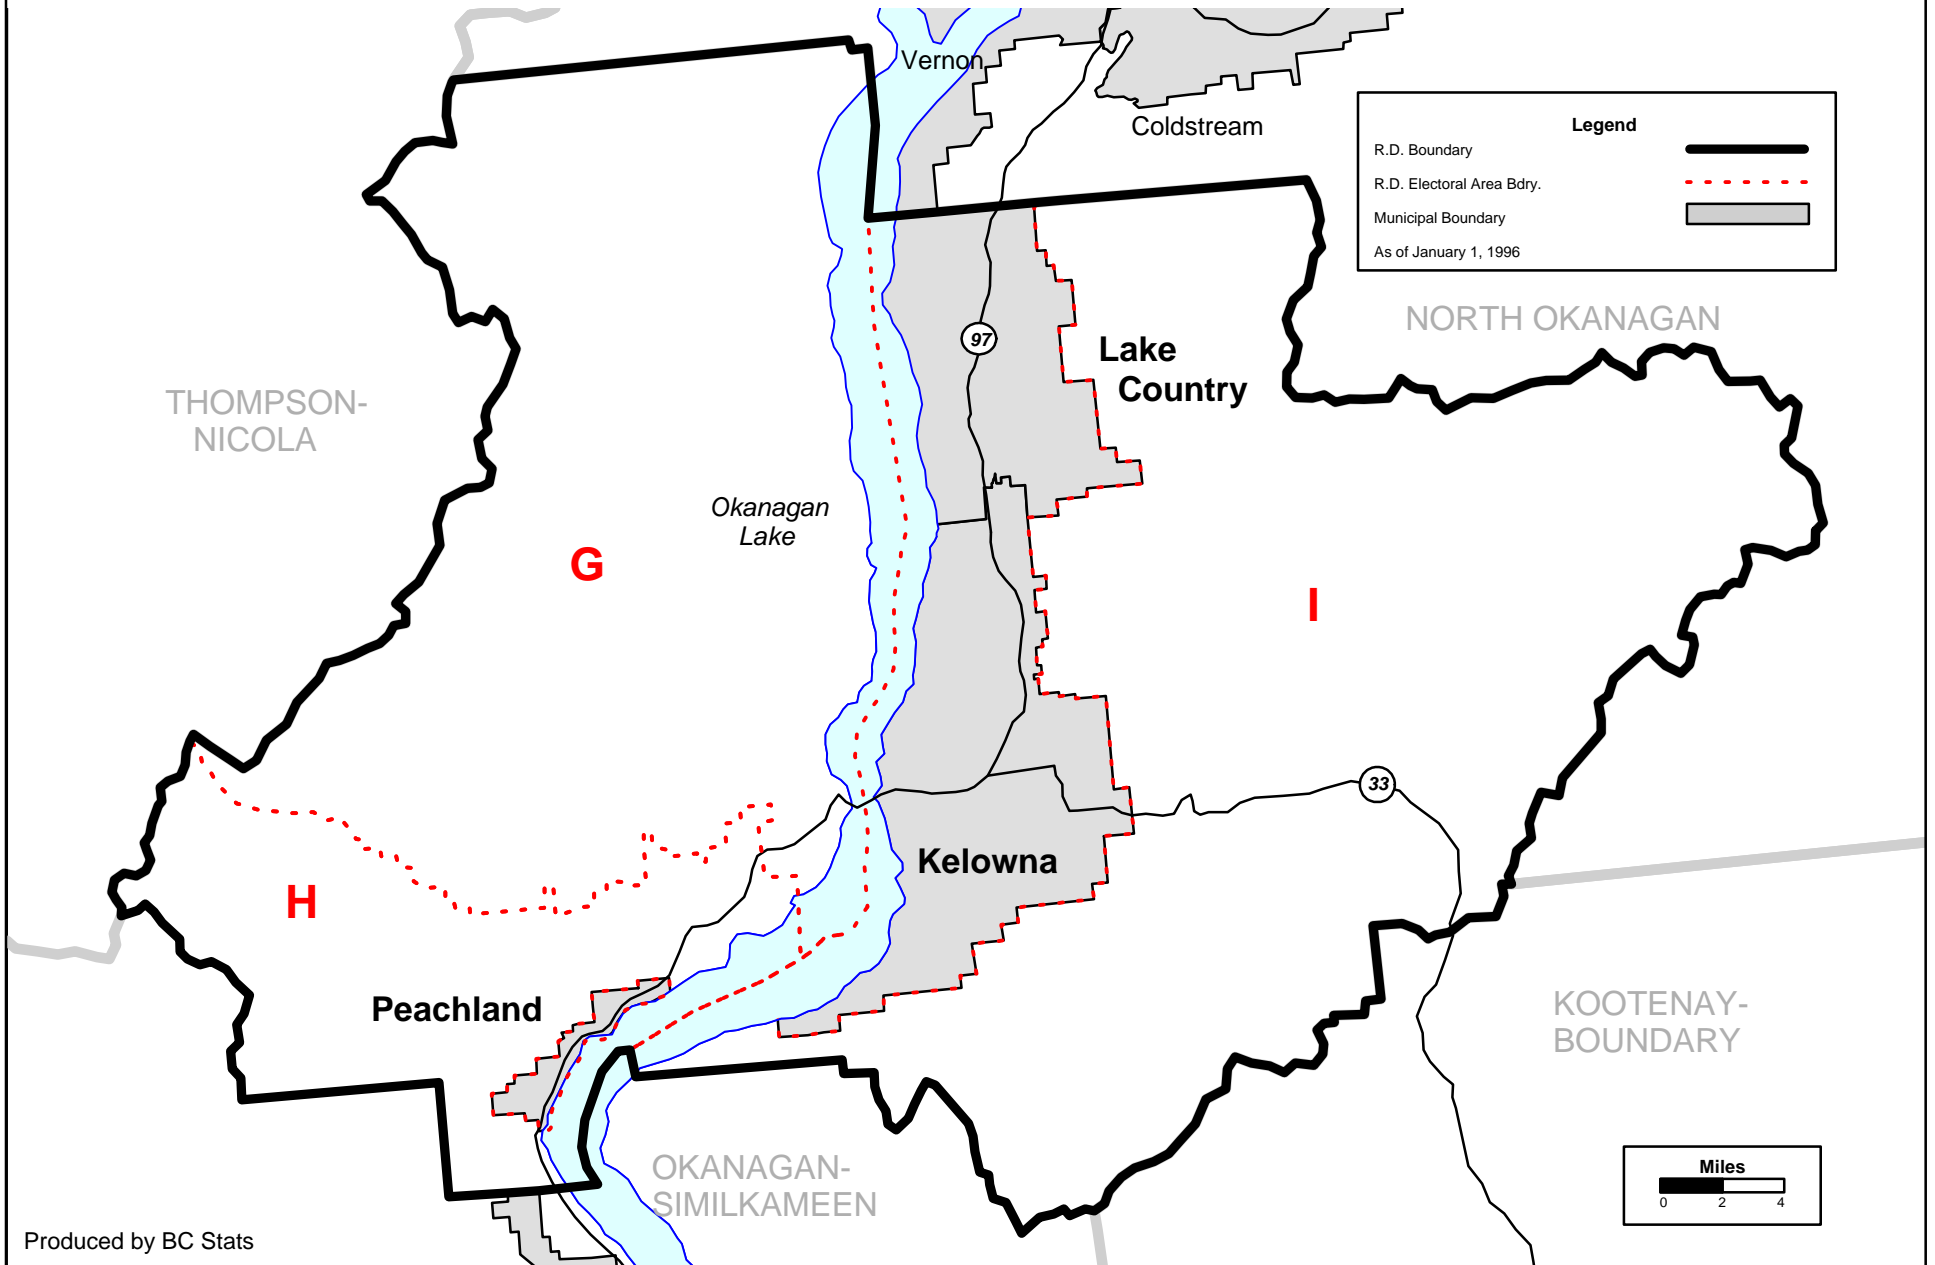 Vernon
Coldstream
Legend
R.D. Boundary
R.D. Electoral Area Bdry.
Municipal Boundary
As of January 1, 1996
NORTH OKANAGAN
97
Lake
Country
THOMPSON-
NICOLA
Okanagan
Lake
G
I
33
Kelowna
H
Peachland
KOOTENAY-
BOUNDARY
OKANAGAN-
SIMILKAMEEN
Miles
0 2 4
Produced by BC Stats